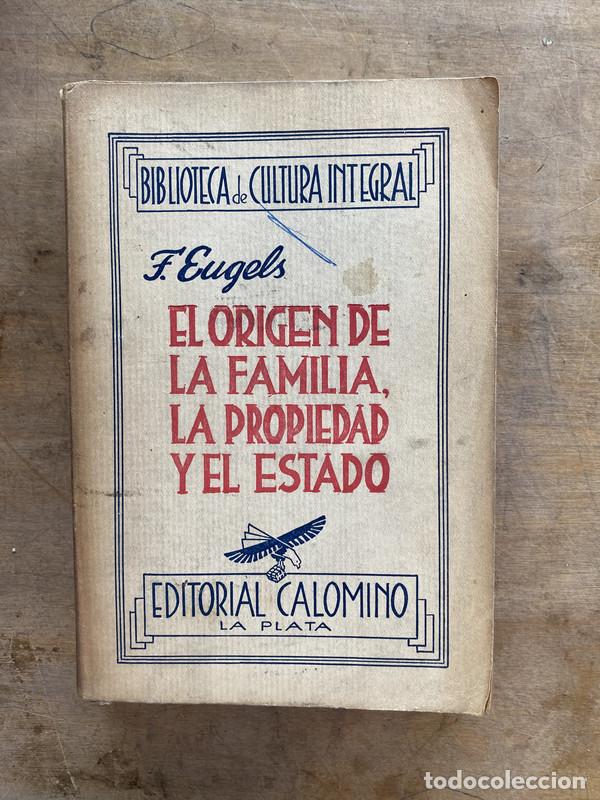 BIBLIOTECA de CULTURA INTEGRAL
F. Eugels
EL ORIGEN DE
LA FAMILIA,
LA PROPIEDAD
Y EL ESTADO
EDITORIAL CALOMINO
LA PLATA
todocoleccion